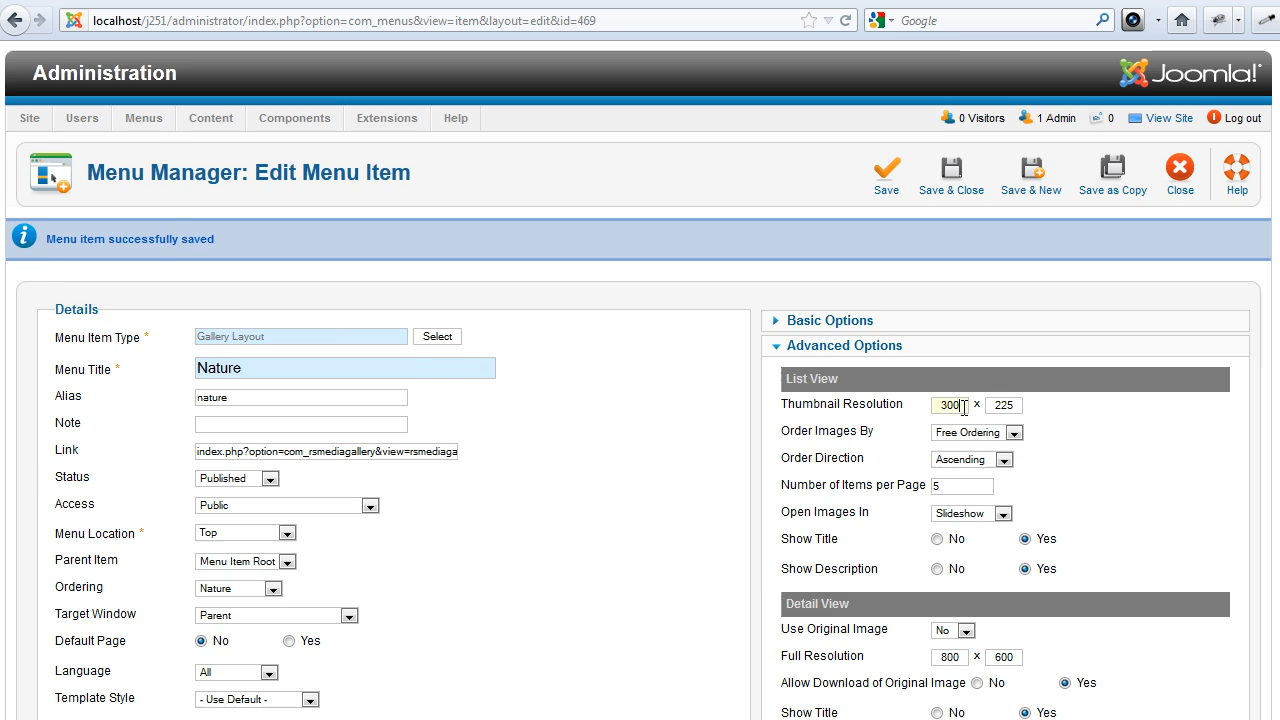 localhost/j251/administrator/index.php?option=com_menus&view=item&layout=edit&id=469
Google
Administration
Joomla!
Site Users Menus Content Components Extensions Help
0 Visitors 1 Admin 0 View Site Log out
Menu Manager: Edit Menu Item
Save Save & Close Save & New Save as Copy Close Help
Menu item successfully saved
Details
Menu Item Type * Gallery Layout Select
Menu Title * Nature
Alias nature
Note
Link index.php?option=com_rsmediagallery&view=rsmediaga
Status Published
Access Public
Menu Location * Top
Parent Item Menu Item Root
Ordering Nature
Target Window Parent
Default Page No Yes
Language All
Template Style - Use Default -
Basic Options
Advanced Options
List View
Thumbnail Resolution 300 x 225
Order Images By Free Ordering
Order Direction Ascending
Number of Items per Page 5
Open Images In Slideshow
Show Title No Yes
Show Description No Yes
Detail View
Use Original Image No
Full Resolution 800 x 600
Allow Download of Original Image No Yes
Show Title No Yes